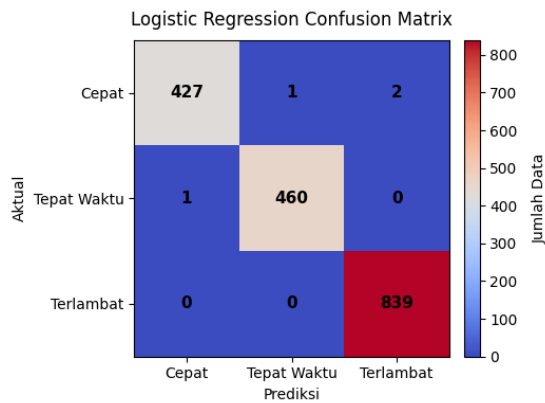 Logistic Regression Confusion Matrix
Aktual
Cepat 427 1 2
Tepat Waktu 1 460 0
Terlambat 0 0 839
Cepat Tepat Waktu Terlambat
Prediksi
800
700
600
500
400
300
200
100
0
Jumlah Data